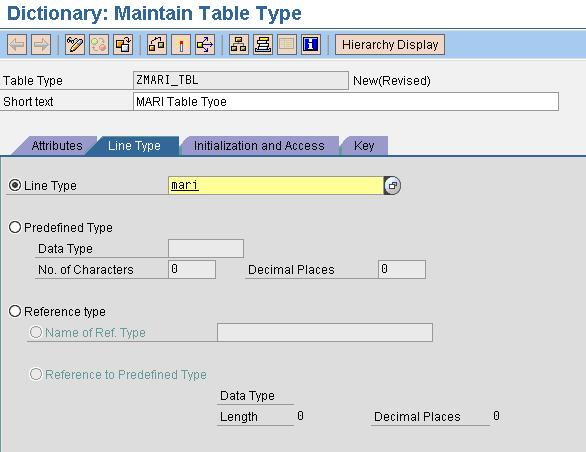 Dictionary: Maintain Table Type
Hierarchy Display
Table Type ZMARI_TBL New(Revised)
Short text MARI Table Tyoe
Attributes Line Type Initialization and Access Key
Line Type mari
Predefined Type
Data Type
No. of Characters 0 Decimal Places 0
Reference type
Name of Ref. Type
Reference to Predefined Type
Data Type
Length 0 Decimal Places 0